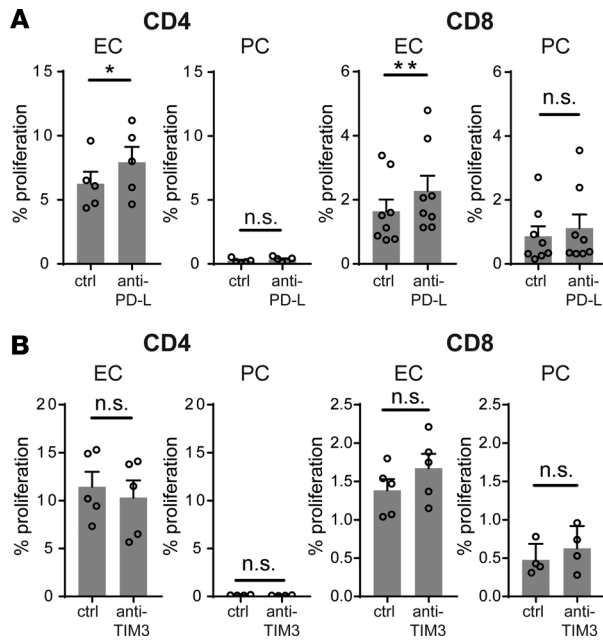 A
CD4
CD8
EC
PC
EC
PC
% proliferation
15
10
5
0
*
ctrl
anti-
PD-L
% proliferation
15
10
5
0
n.s.
ctrl
anti-
PD-L
% proliferation
6
4
2
0
**
ctrl
anti-
PD-L
% proliferation
6
4
2
0
n.s.
ctrl
anti-
PD-L
B
CD4
CD8
EC
PC
EC
PC
% proliferation
20
15
10
5
0
n.s.
ctrl
anti-
TIM3
% proliferation
20
15
10
5
0
n.s.
ctrl
anti-
TIM3
% proliferation
2.5
2.0
1.5
1.0
0.5
0.0
n.s.
ctrl
anti-
TIM3
% proliferation
2.5
2.0
1.5
1.0
0.5
0.0
n.s.
ctrl
anti-
TIM3